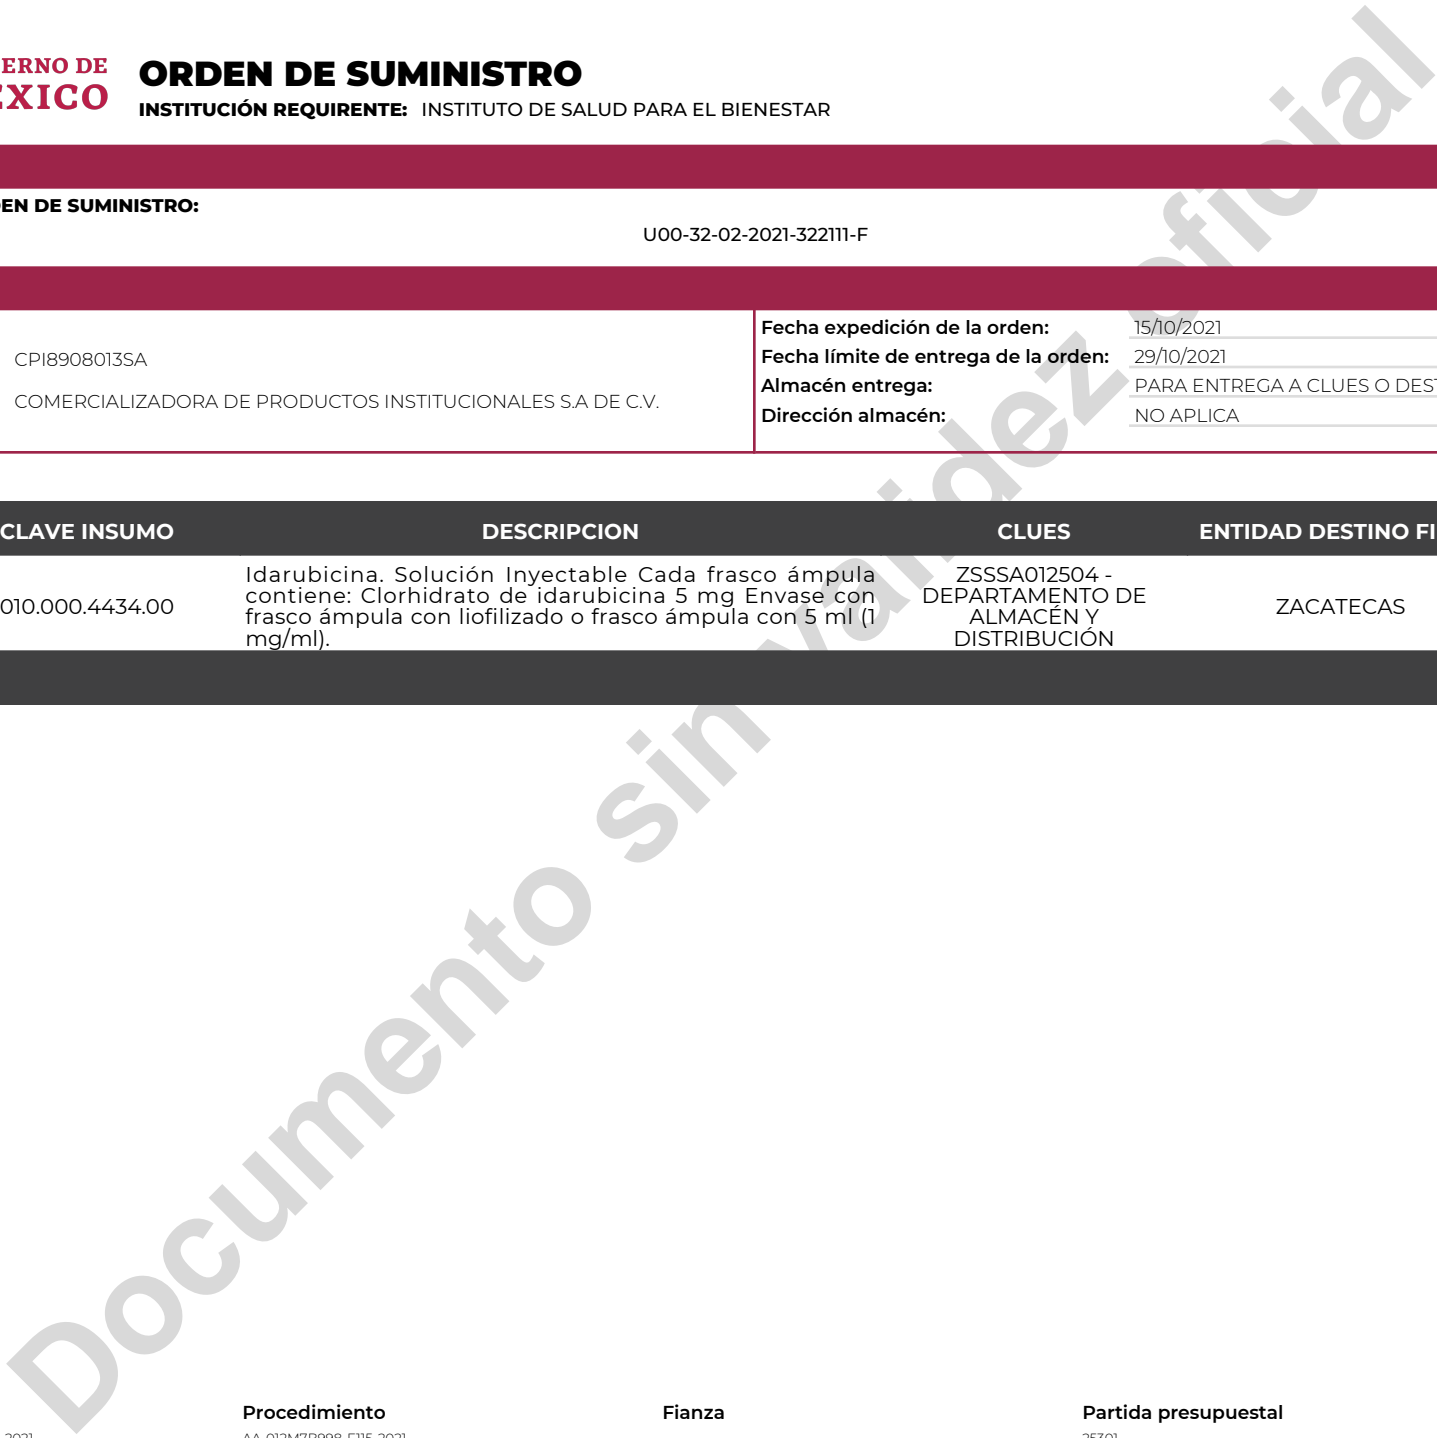 ERNO DE
ORDEN DE SUMINISTRO
INSTITUCIÓN REQUIRENTE: INSTITUTO DE SALUD PARA EL BIENESTAR
EN DE SUMINISTRO:
U00-32-02-2021-322111-F
CPI8908013SA
COMERCIALIZADORA DE PRODUCTOS INSTITUCIONALES S.A DE C.V.
Fecha expedición de la orden: 15/10/2021
Fecha límite de entrega de la orden: 29/10/2021
Almacén entrega: PARA ENTREGA A CLUES O DEST
Dirección almacén: NO APLICA
CLAVE INSUMO DESCRIPCION CLUES ENTIDAD DESTINO FI
010.000.4434.00
Idarubicina. Solución Inyectable Cada frasco ámpula
contiene: Clorhidrato de idarubicina 5 mg Envase con
frasco ámpula con liofilizado o frasco ámpula con 5 ml (1
mg/ml).
ZSSSA012504 -
DEPARTAMENTO DE
ALMACÉN Y
DISTRIBUCIÓN
ZACATECAS
Documento sin validez oficial
Procedimiento Fianza Partida presupuestal